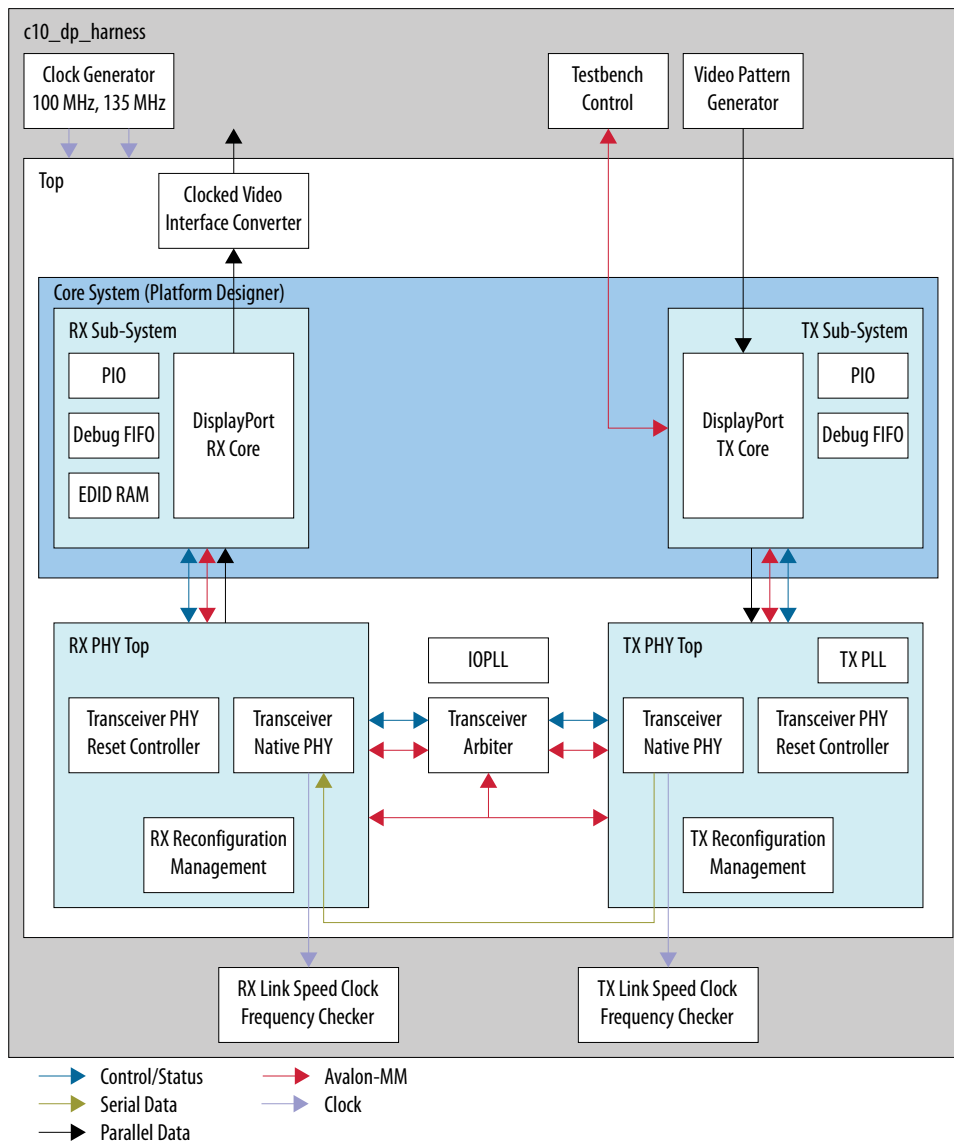 c10_dp_harness
Clock Generator
100 MHz, 135 MHz
Testbench
Control
Video Pattern
Generator
Top
Clocked Video
Interface Converter
Core System (Platform Designer)
RX Sub-System
PIO
Debug FIFO
EDID RAM
DisplayPort
RX Core
TX Sub-System
DisplayPort
TX Core
PIO
Debug FIFO
RX PHY Top
Transceiver PHY
Reset Controller
Transceiver
Native PHY
RX Reconfiguration
Management
IOPLL
Transceiver
Arbiter
TX PHY Top
TX PLL
Transceiver
Native PHY
Transceiver PHY
Reset Controller
TX Reconfiguration
Management
RX Link Speed Clock
Frequency Checker
TX Link Speed Clock
Frequency Checker
Control/Status
Serial Data
Parallel Data
Avalon-MM
Clock